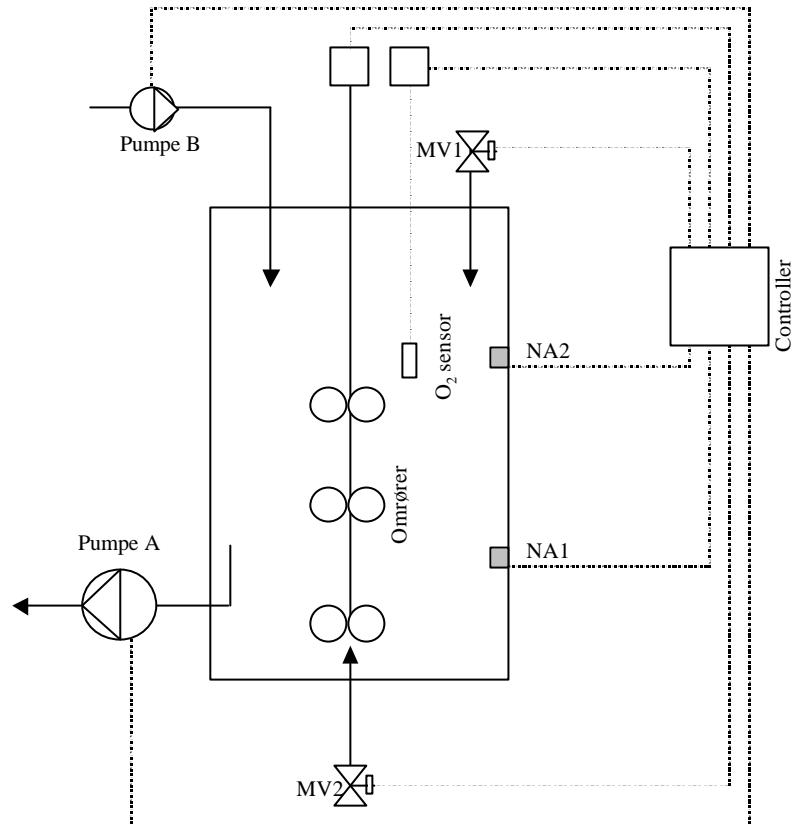 Pumpe B
MV1
Controller
O₂ sensor
NA2
Omrører
Pumpe A
NA1
MV2